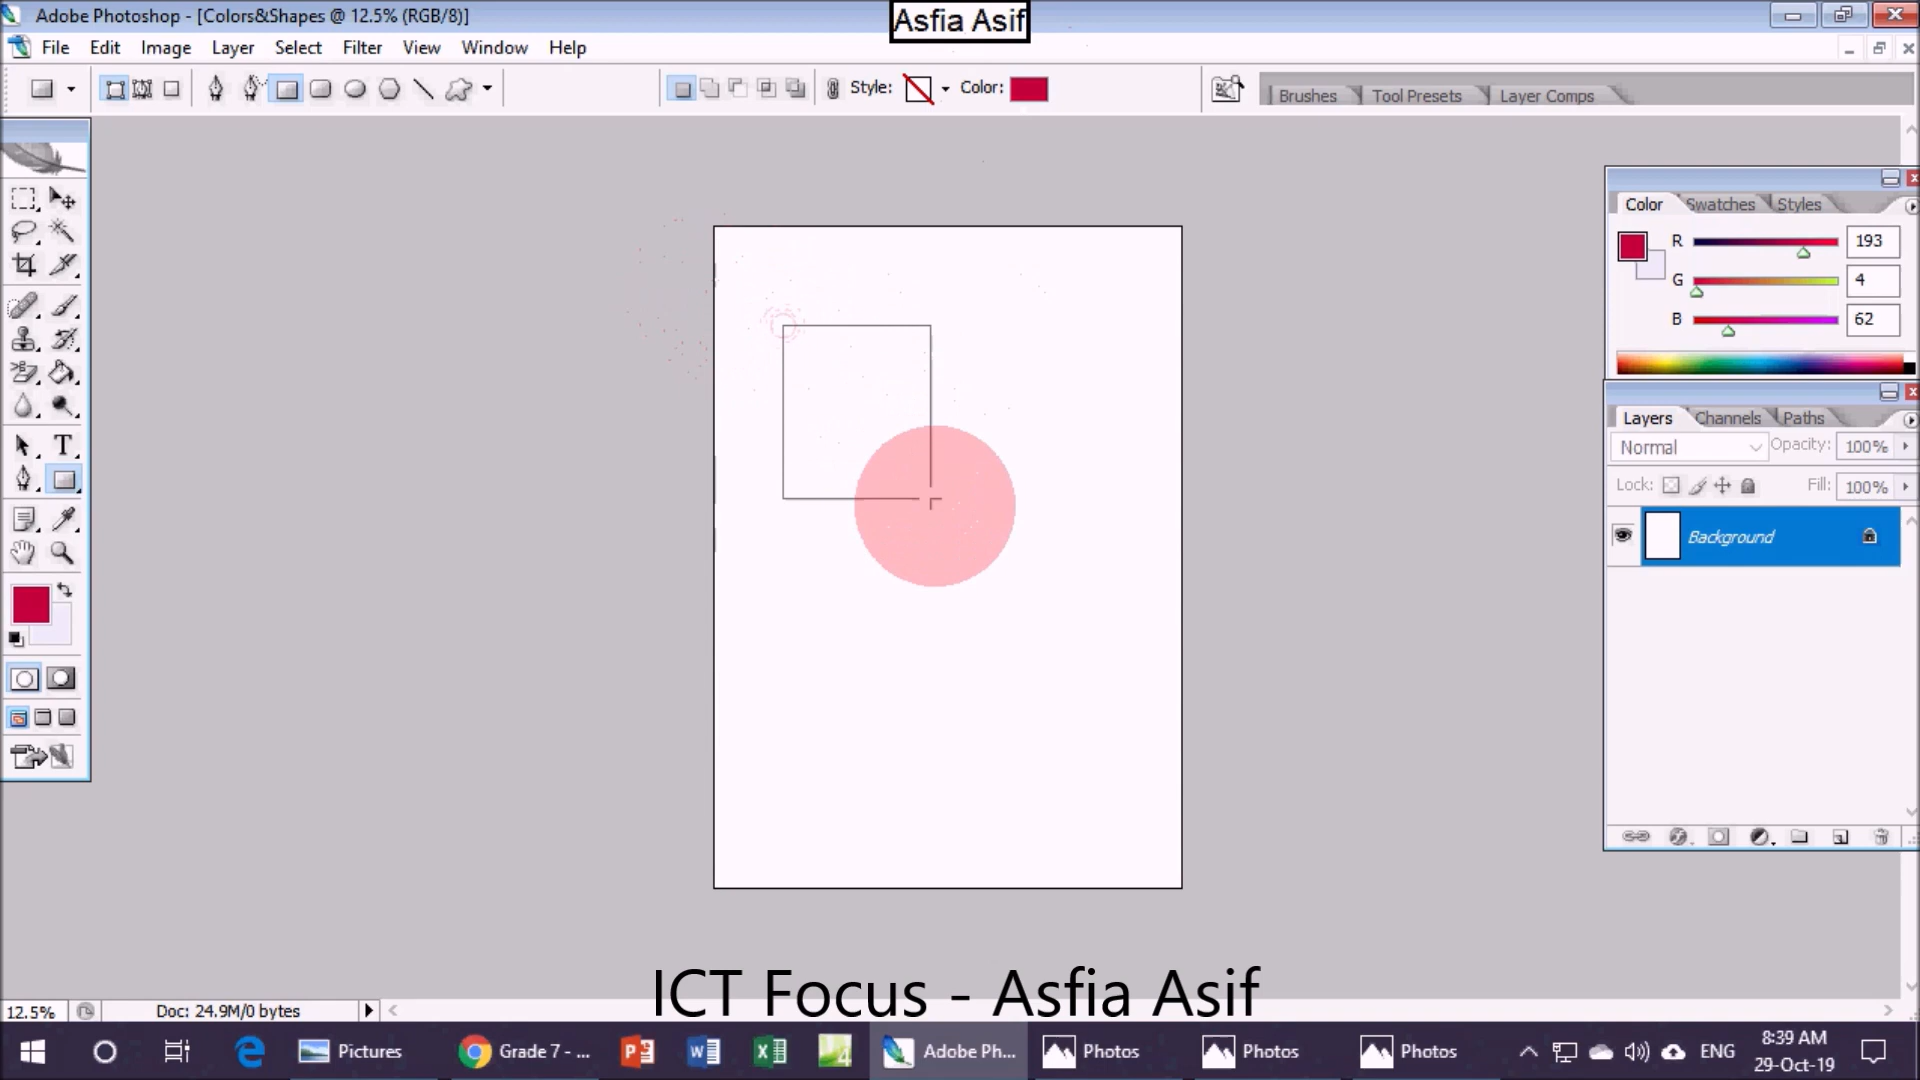 Adobe Photoshop - [Colors&Shapes @ 12.5% (RGB/8)]
Asfia Asif
File Edit Image Layer Select Filter View Window Help
Style: Color:
Brushes Tool Presets Layer Comps
Color Swatches Styles
R 193
G 4
B 62
Layers Channels Paths
Normal Opacity: 100%
Lock: Fill: 100%
Background
T
ICT Focus - Asfia Asif
12.5% Doc: 24.9M/0 bytes
Pictures Grade 7 - ... Adobe Ph... Photos Photos Photos ENG 8:39 AM
29-Oct-19